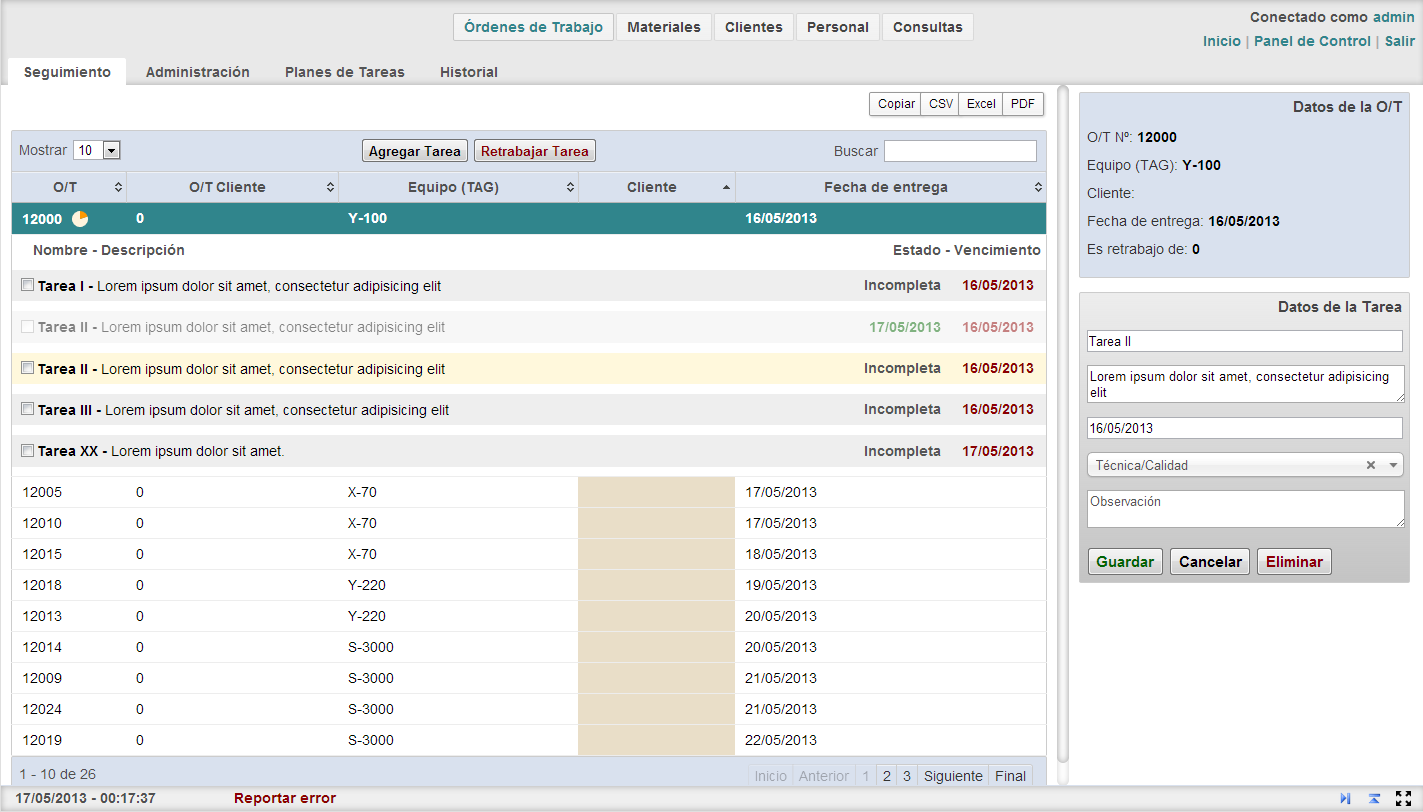 Órdenes de Trabajo Materiales Clientes Personal Consultas
Conectado como admin
Inicio | Panel de Control | Salir
Seguimiento Administración Planes de Tareas Historial
Copiar CSV Excel PDF
Mostrar 10 Agregar Tarea Retrabajar Tarea Buscar
O/T O/T Cliente Equipo (TAG) Cliente Fecha de entrega
12000 0 Y-100 16/05/2013
Nombre - Descripción Estado - Vencimiento
Tarea I - Lorem ipsum dolor sit amet, consectetur adipisicing elit Incompleta 16/05/2013
Tarea II - Lorem ipsum dolor sit amet, consectetur adipisicing elit 17/05/2013 16/05/2013
Tarea II - Lorem ipsum dolor sit amet, consectetur adipisicing elit Incompleta 16/05/2013
Tarea III - Lorem ipsum dolor sit amet, consectetur adipisicing elit Incompleta 16/05/2013
Tarea XX - Lorem ipsum dolor sit amet. Incompleta 17/05/2013
12005 0 X-70 17/05/2013
12010 0 X-70 17/05/2013
12015 0 X-70 18/05/2013
12018 0 Y-220 19/05/2013
12013 0 Y-220 20/05/2013
12014 0 S-3000 20/05/2013
12009 0 S-3000 21/05/2013
12024 0 S-3000 21/05/2013
12019 0 S-3000 22/05/2013
1 - 10 de 26 Inicio Anterior 1 2 3 Siguiente Final
Datos de la O/T
O/T Nº: 12000
Equipo (TAG): Y-100
Cliente:
Fecha de entrega: 16/05/2013
Es retrabajo de: 0
Datos de la Tarea
Tarea II
Lorem ipsum dolor sit amet, consectetur adipisicing
elit
16/05/2013
Técnica/Calidad
Observación
Guardar Cancelar Eliminar
17/05/2013 - 00:17:37 Reportar error